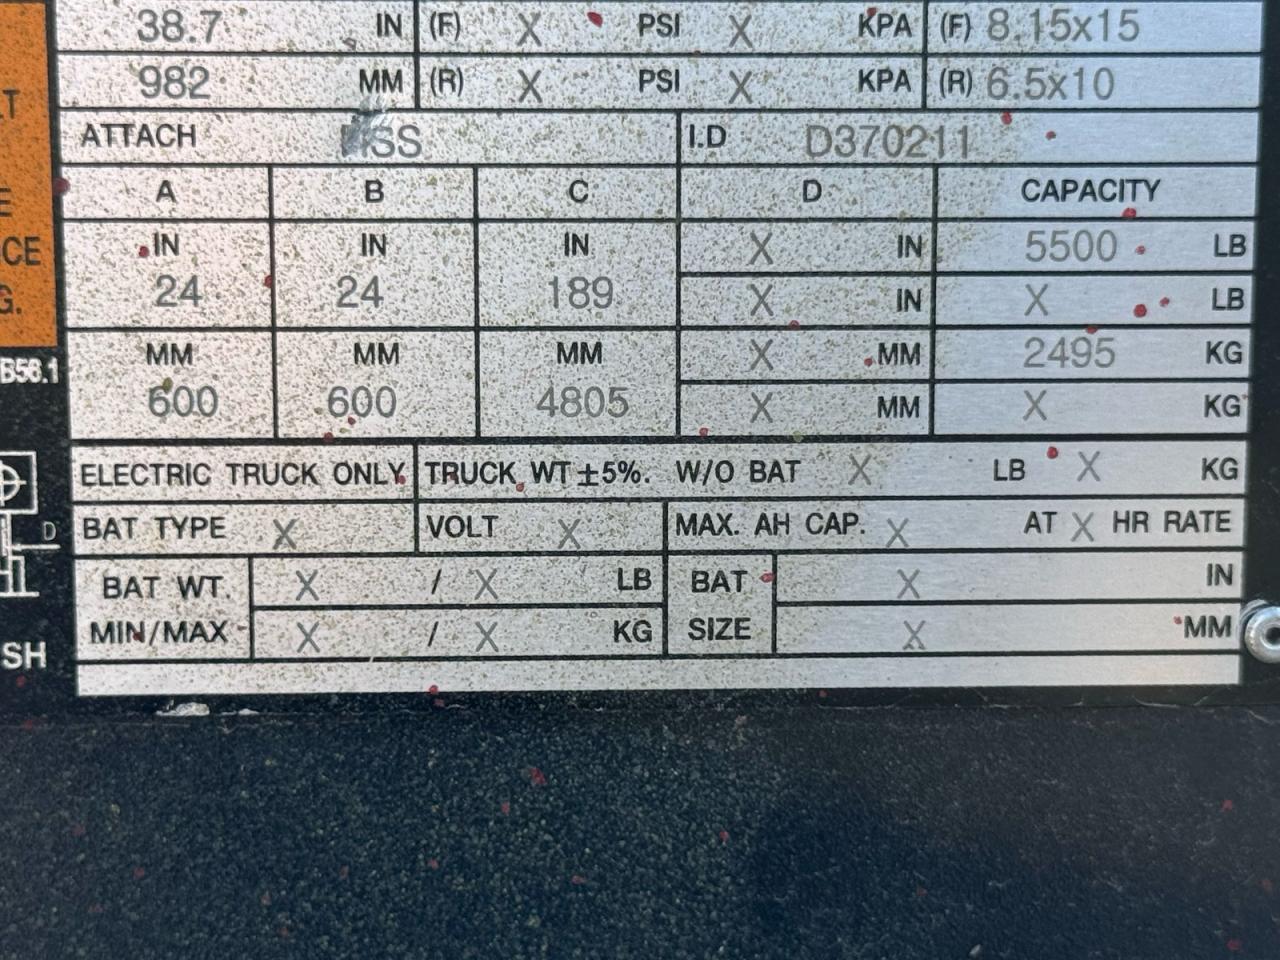 38.7 IN (F) X PSI X KPA (F) 8.15x15
982 MM (R) X PSI X KPA (R) 6.5x10
ATTACH I.D D370211
A B C D CAPACITY
IN IN IN X IN 5500 LB
24 24 189 X IN X LB
MM MM MM X MM 2495 KG
600 600 4805 X MM X KG
B56.1
ELECTRIC TRUCK ONLY. TRUCK WT ±5%. W/O BAT X LB X KG
BAT TYPE X VOLT X MAX. AH CAP. X AT X HR RATE
D
BAT WT. X / X LB BAT X IN
MIN/MAX X / X KG SIZE X MM
SH